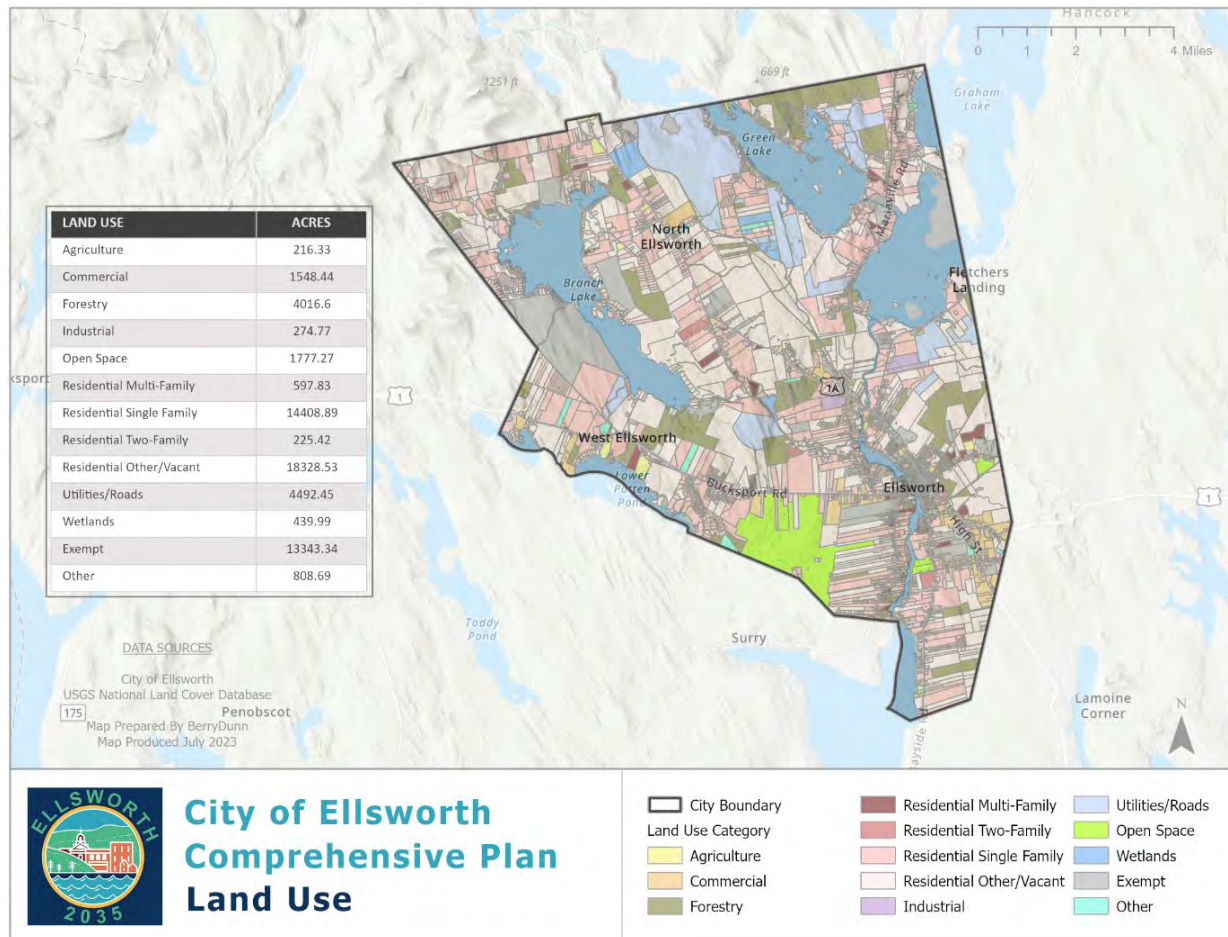 Hancock
0 1 2 4 Miles
1251 ft
669 ft
Graham
Lake
Green
Lake
Mariaville Rd
LAND USE ACRES
Agriculture 216.33
Commercial 1548.44
Forestry 4016.6
Industrial 274.77
Open Space 1777.27
Residential Multi-Family 597.83
Residential Single Family 14408.89
Residential Two-Family 225.42
Residential Other/Vacant 18328.53
Utilities/Roads 4492.45
Wetlands 439.99
Exempt 13343.34
Other 808.69
North
Ellsworth
Branch
Lake
Fletchers
Landing
1
1A
West Ellsworth
Lower
Patten
Pond
Bucksport Rd
Ellsworth
High St
1
Toddy
Pond
Surry
Lamoine
Corner
N
DATA SOURCES
City of Ellsworth
USGS National Land Cover Database
175 Penobscot
Map Prepared By BerryDunn
Map Produced July 2023
ELLSWORTH
2035
City of Ellsworth
Comprehensive Plan
Land Use
City Boundary
Land Use Category
Agriculture
Commercial
Forestry
Residential Multi-Family
Residential Two-Family
Residential Single Family
Residential Other/Vacant
Industrial
Utilities/Roads
Open Space
Wetlands
Exempt
Other